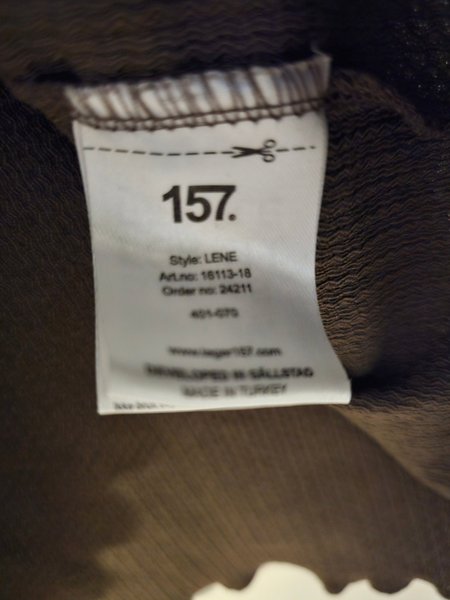 157.
Style: LENE
Art.no: 18113-18
Order no: 24211
401-070
www.lager157.com
DEVELOPED IN GÄLLSTAD
MADE IN TURKEY